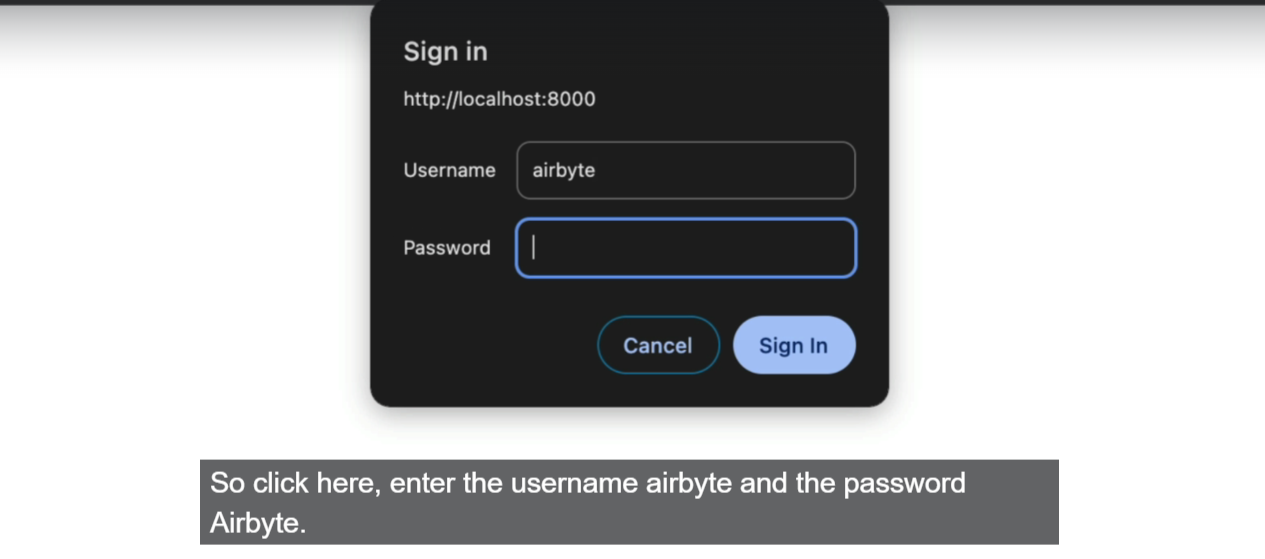 Sign in
http://localhost:8000
Username airbyte
Password
Cancel Sign In
So click here, enter the username airbyte and the password
Airbyte.